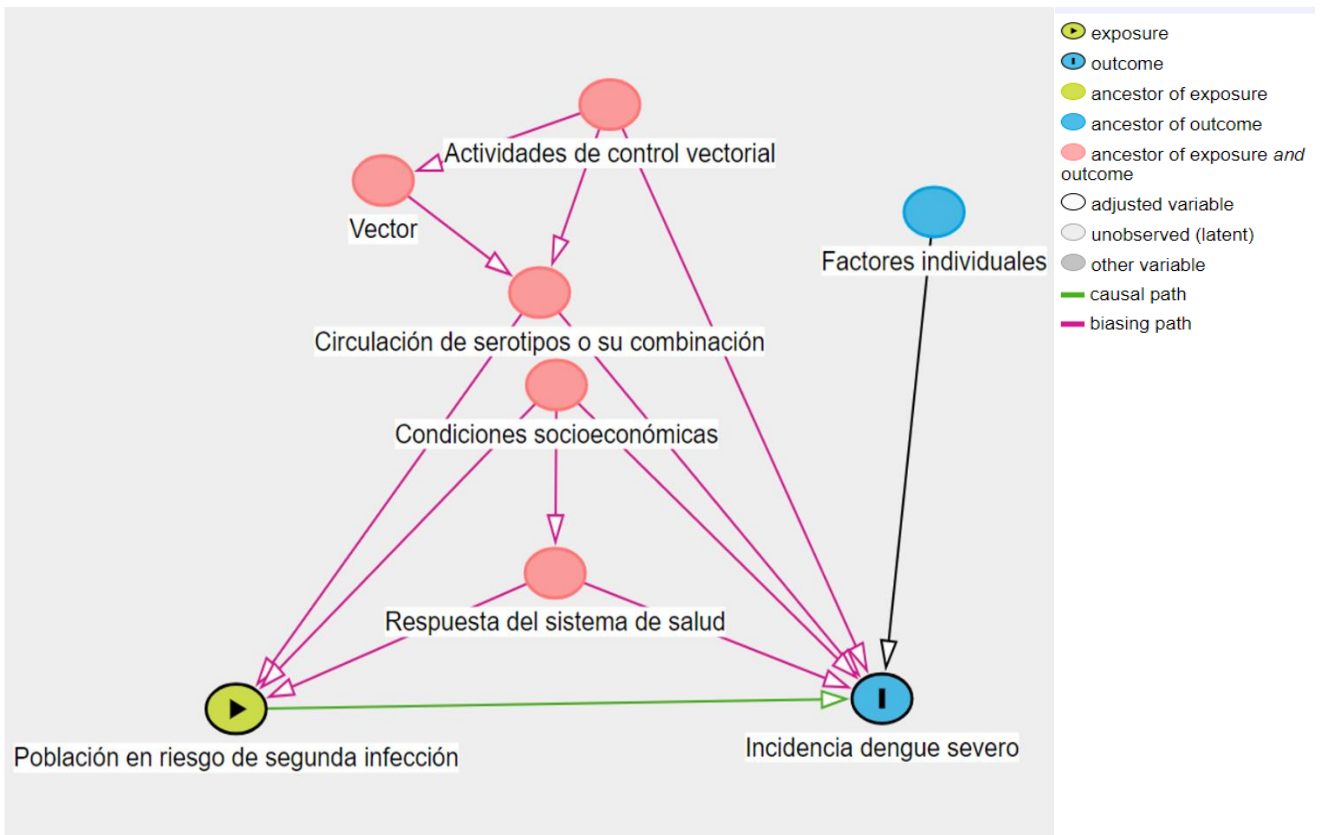 Actividades de control vectorial
Vector
Factores individuales
Circulación de serotipos o su combinación
Condiciones socioeconómicas
Respuesta del sistema de salud
Población en riesgo de segunda infección
Incidencia dengue severo
exposure
outcome
ancestor of exposure
ancestor of outcome
ancestor of exposure and
outcome
adjusted variable
unobserved (latent)
other variable
causal path
biasing path